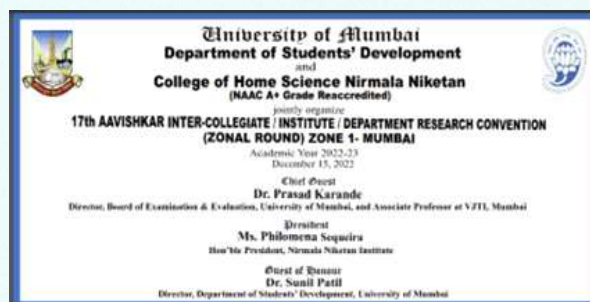 University of Mumbai
Department of Students' Development
and
College of Home Science Nirmala Niketan
(NAAC A+ Grade Reaccredited)
jointly organize
17th AAVISHKAR INTER-COLLEGIATE / INSTITUTE / DEPARTMENT RESEARCH CONVENTION
(ZONAL ROUND) ZONE 1- MUMBAI
Academic Year 2022-23
December 15, 2022
Chief Guest
Dr. Prasad Karande
Director, Board of Examination & Evaluation, University of Mumbai, and Associate Professor at VJTI, Mumbai
President
Ms. Philomena Sequeira
Hon'ble President, Nirmala Niketan Institute
Guest of Honour
Dr. Sunil Patil
Director, Department of Students' Development, University of Mumbai